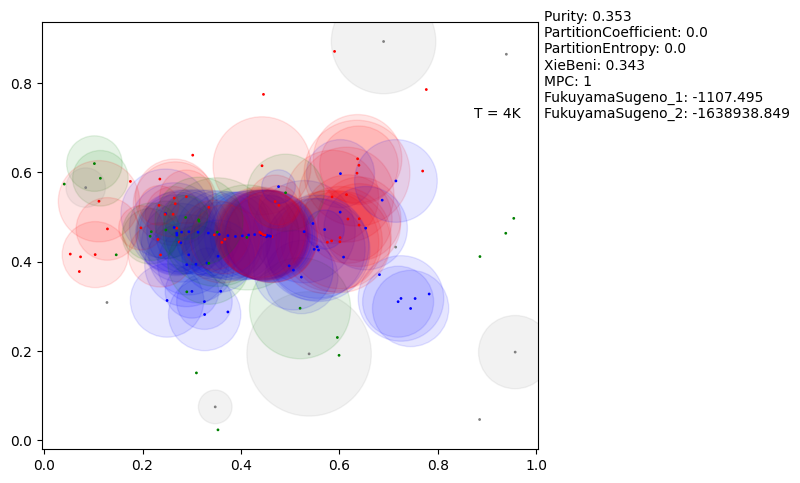 Purity: 0.353
PartitionCoefficient: 0.0
PartitionEntropy: 0.0
XieBeni: 0.343
MPC: 1
FukuyamaSugeno_1: -1107.495
FukuyamaSugeno_2: -1638938.849
T = 4K
0.8
0.6
0.4
0.2
0.0
0.0 0.2 0.4 0.6 0.8 1.0